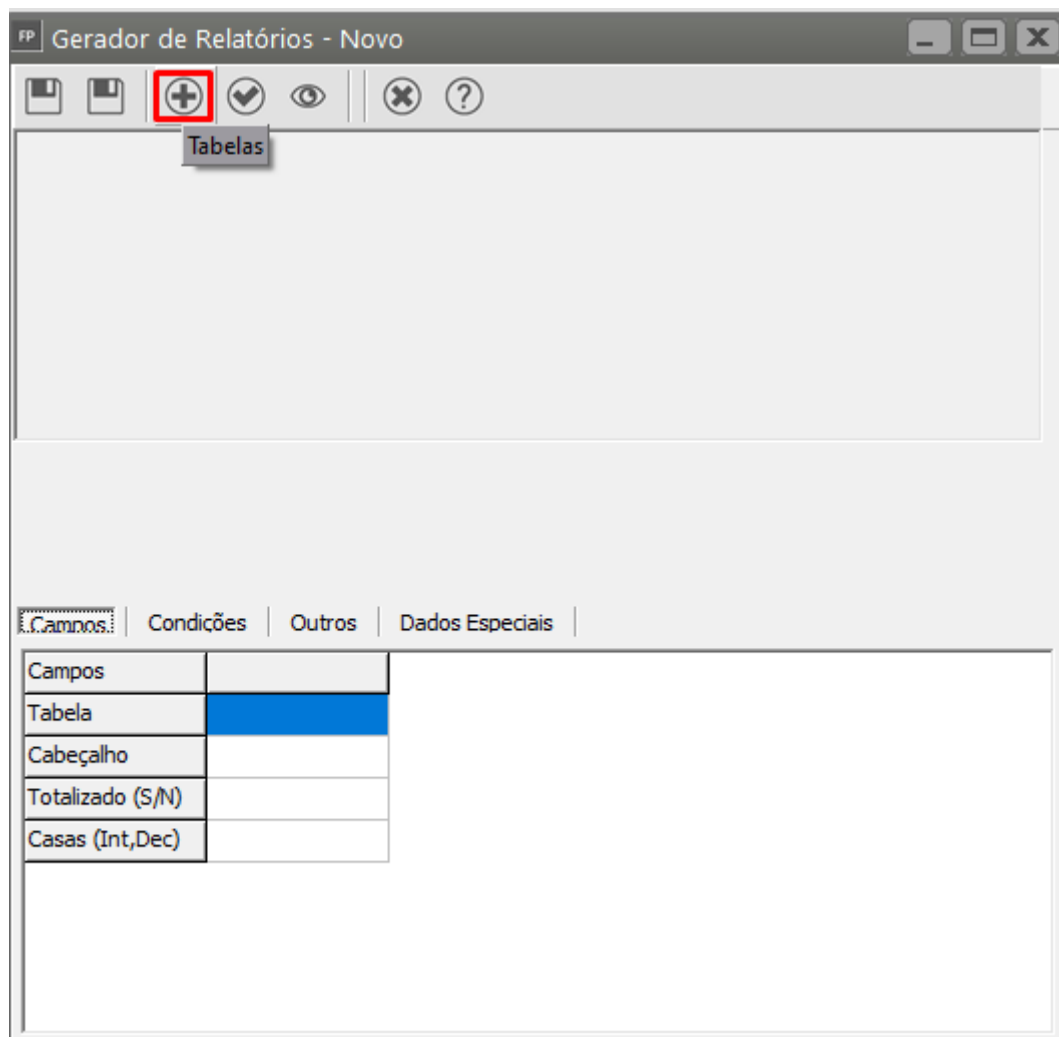 FP Gerador de Relatórios - Novo
Tabelas
Campos Condições Outros Dados Especiais
Campos
Tabela
Cabeçalho
Totalizado (S/N)
Casas (Int,Dec)